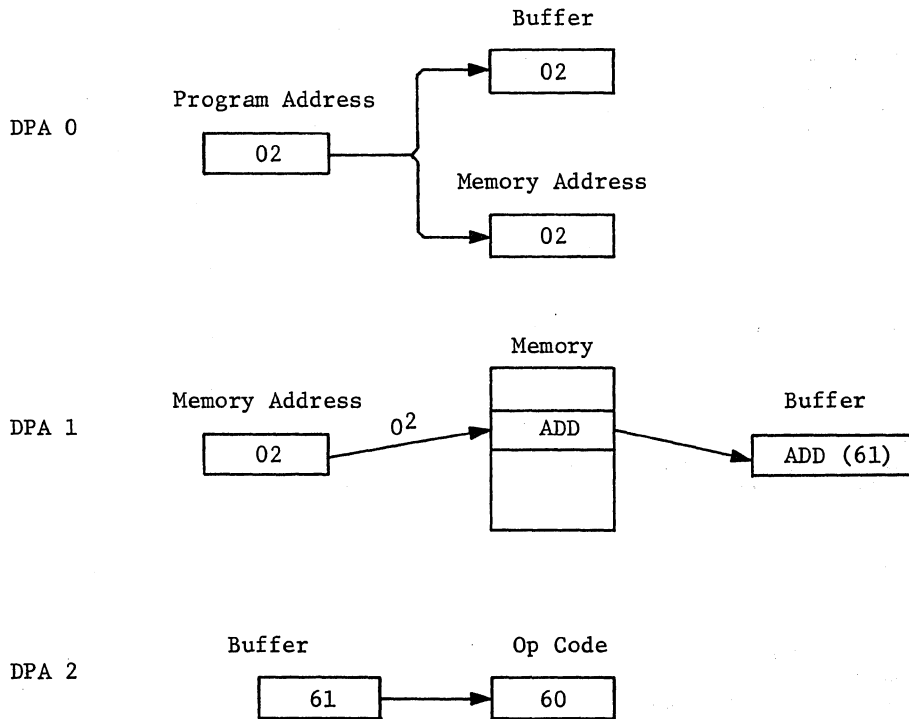 Buffer
02
Program Address
DPA 0
02
Memory Address
02
Memory
Memory Address
Buffer
DPA 1
02
02
ADD
ADD (61)
Buffer
Op Code
DPA 2
61
60